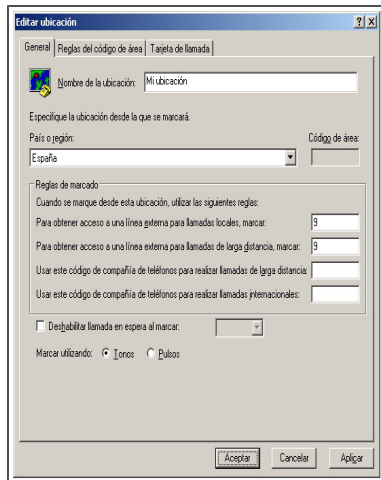 Editar ubicación
General Reglas del código de área Tarjeta de llamada
Nombre de la ubicación: Mi ubicación
Especifique la ubicación desde la que se marcará.
País o región: Código de área:
España
Reglas de marcado
Cuando se marque desde esta ubicación, utilizar las siguientes reglas:
Para obtener acceso a una línea externa para llamadas locales, marcar: 9
Para obtener acceso a una línea externa para llamadas de larga distancia, marcar: 9
Usar este código de compañía de teléfonos para realizar llamadas de larga distancia:
Usar este código de compañía de teléfonos para realizar llamadas internacionales:
Deshabilitar llamada en espera al marcar:
Marcar utilizando: Tonos Pulsos
Aceptar Cancelar Aplicar